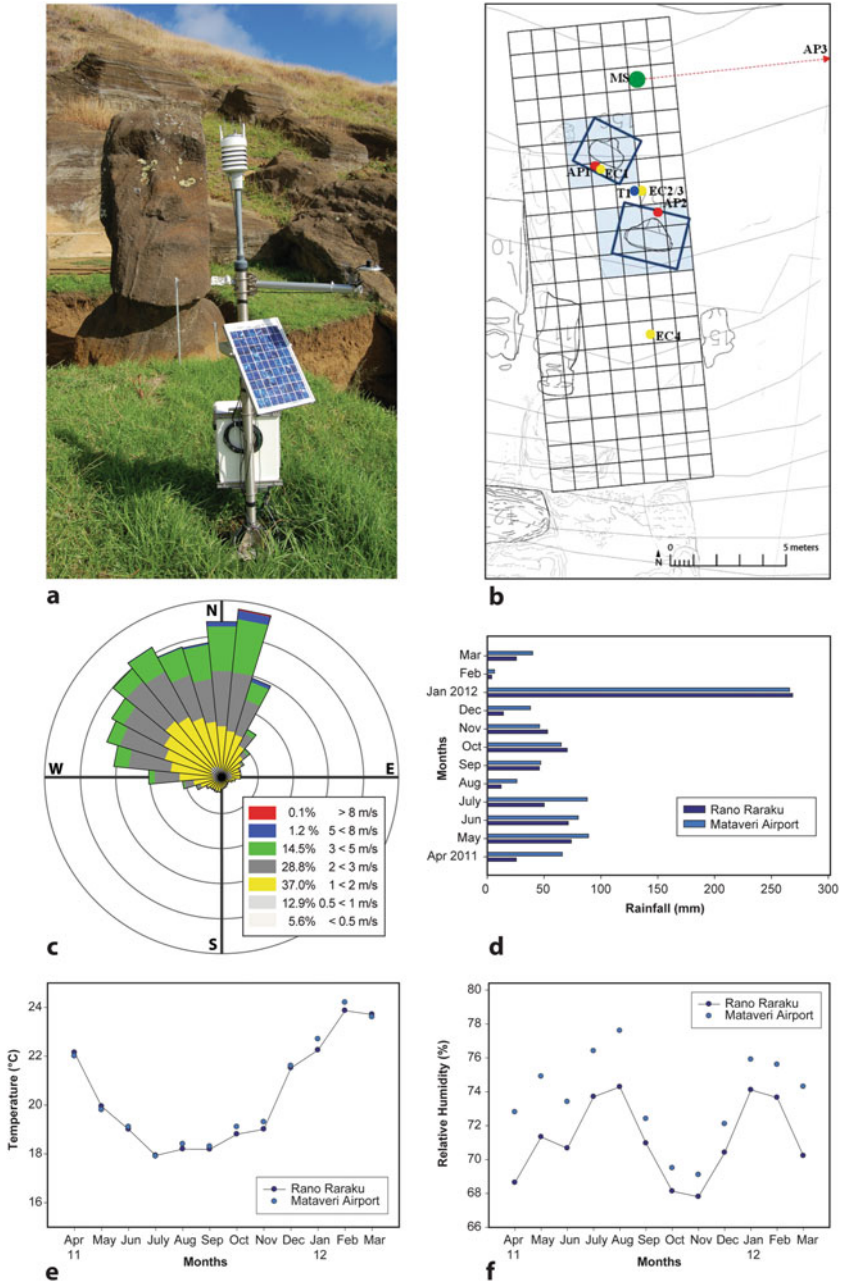 AP3
MS
AP1
EC1
T1
EC2/3
AP2
EC4
15
0
5 meters
N
a
b
N
W
E
S
0.1% > 8 m/s
1.2 % 5 < 8 m/s
14.5% 3 < 5 m/s
28.8% 2 < 3 m/s
37.0% 1 < 2 m/s
12.9% 0.5 < 1 m/s
5.6% < 0.5 m/s
c
Mar
Feb
Jan 2012
Dec
Nov
Oct
Sep
Aug
July
Jun
May
Apr 2011
Months
Rano Raraku
Mataveri Airport
0 50 100 150 200 250 300
Rainfall (mm)
d
Temperature (°C)
24
22
20
18
16
Rano Raraku
Mataveri Airport
Apr May Jun July Aug Sep Oct Nov Dec Jan Feb Mar
11 12
Months
e
Relative Humidity (%)
80
78
76
74
72
70
68
66
Rano Raraku
Mataveri Airport
Apr May Jun July Aug Sep Oct Nov Dec Jan Feb Mar
11 12
Months
f